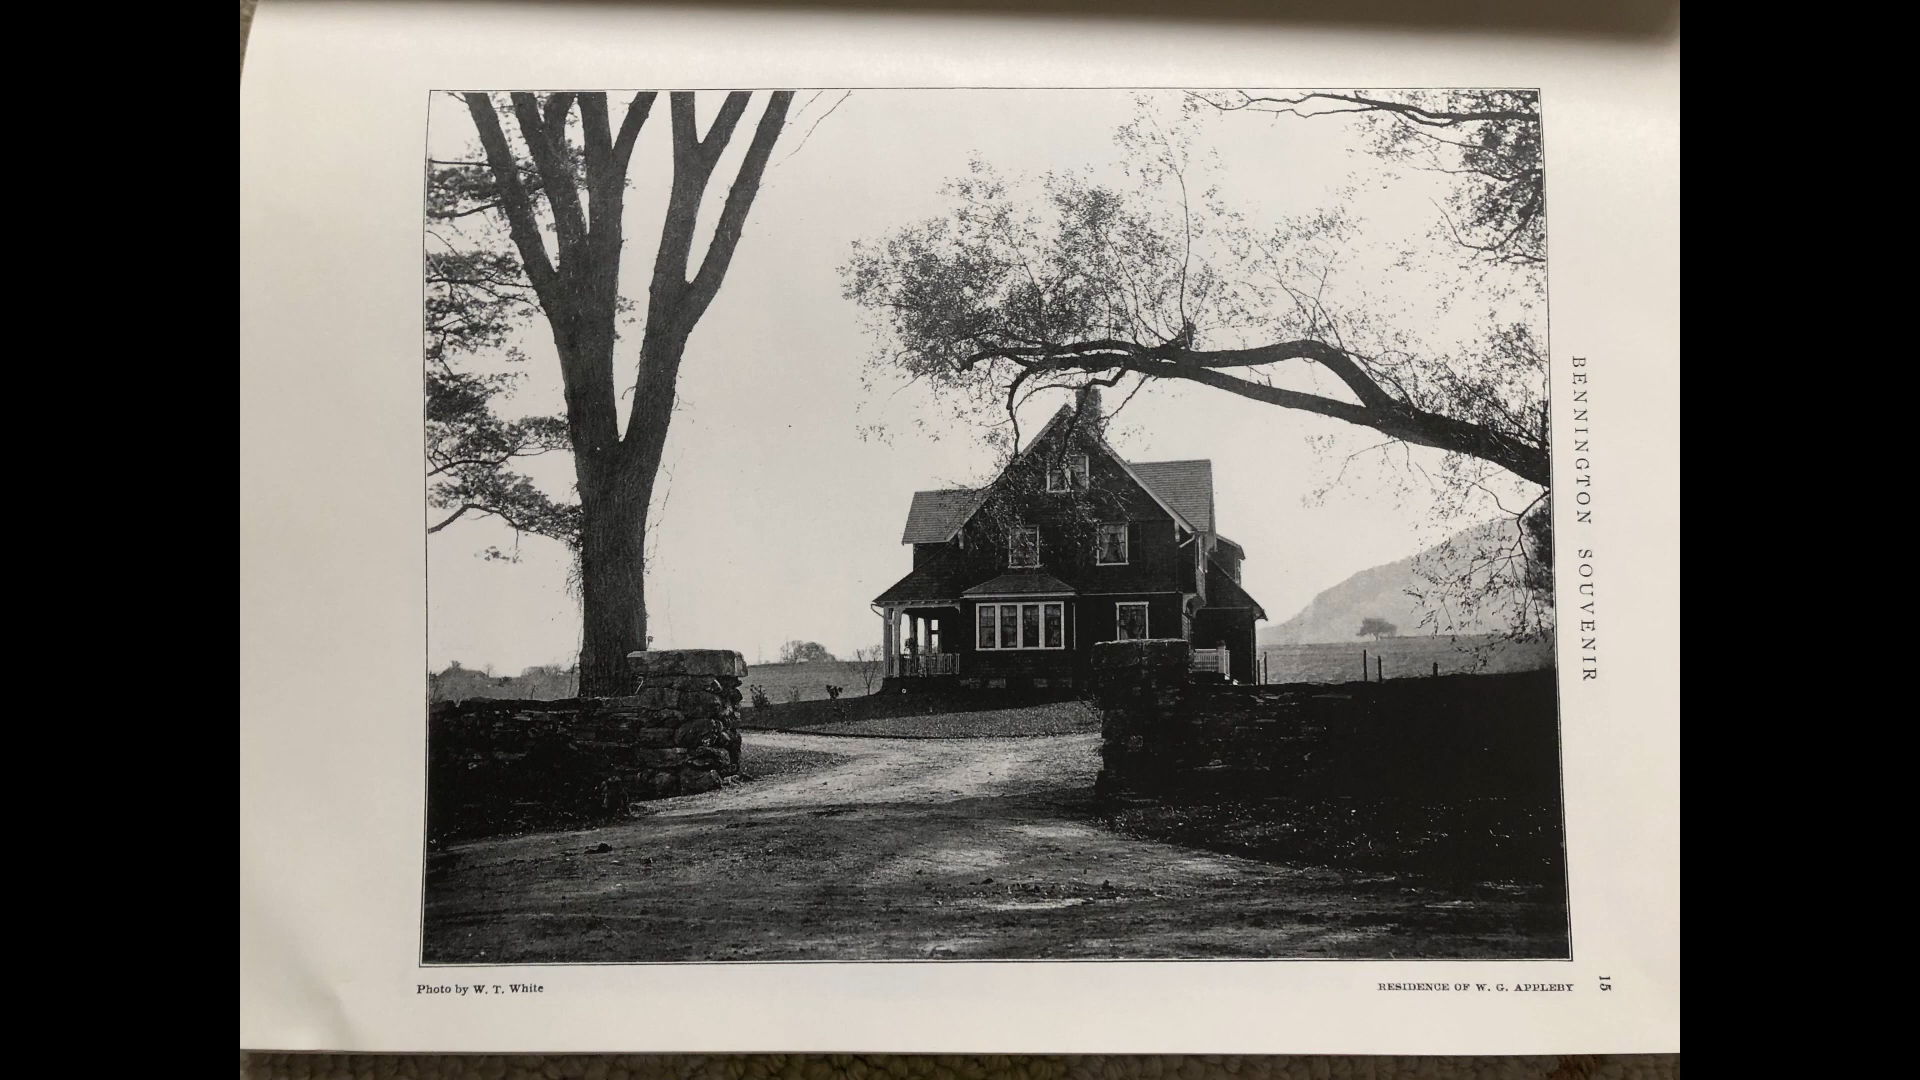 BENNINGTON SOUVENIR
15
Photo by W. T. White
RESIDENCE OF W. G. APPLEBY